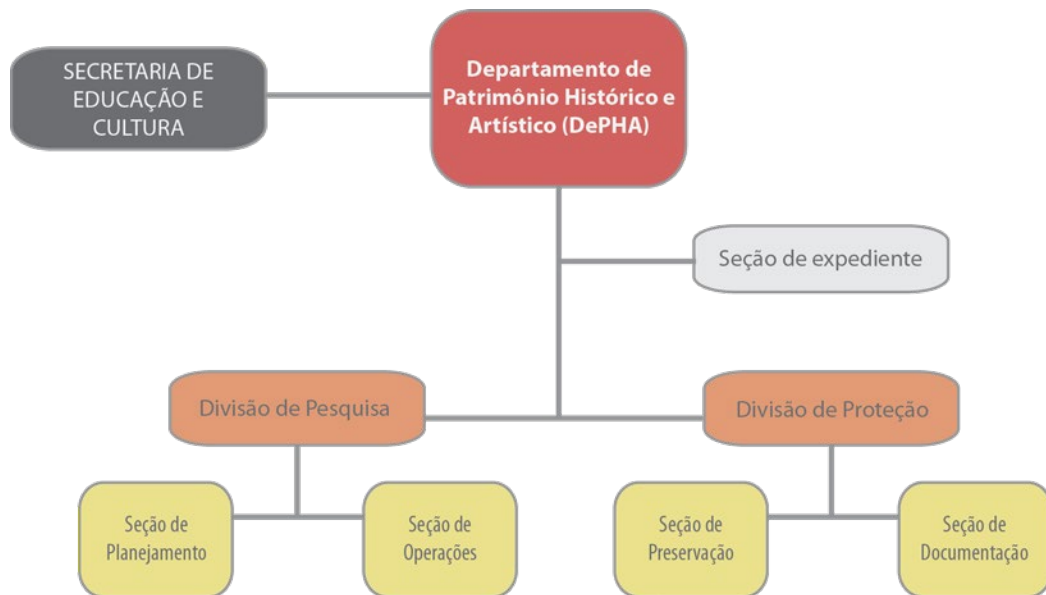 SECRETARIA DE
EDUCAÇÃO E
CULTURA
Departamento de
Patrimônio Histórico e
Artístico (DePHA)
Seção de expediente
Divisão de Pesquisa
Divisão de Proteção
Seção de
Planejamento
Seção de
Operações
Seção de
Preservação
Seção de
Documentação